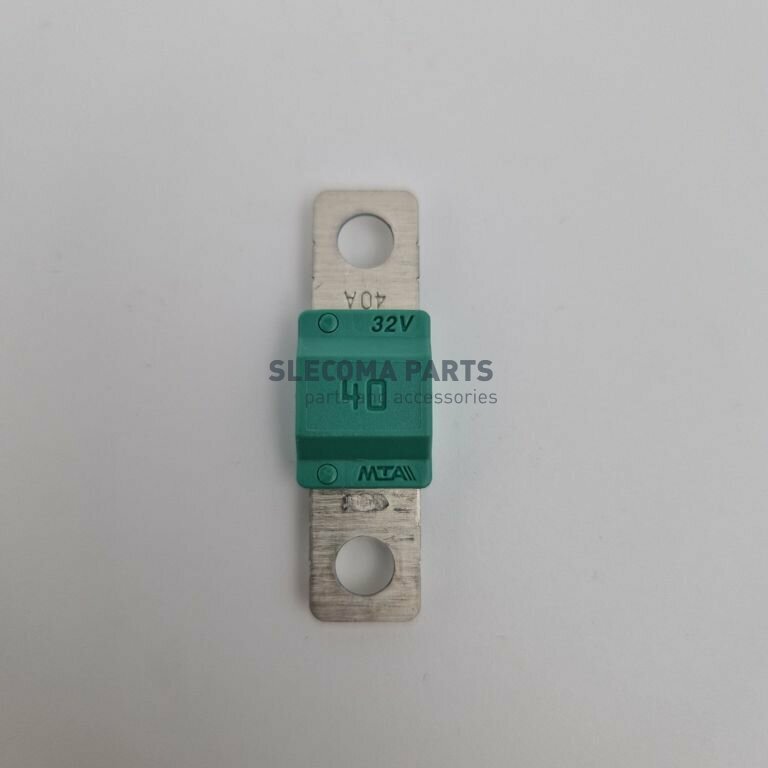 40A
32V
SLECOMA PARTS
40
parts and accessories
MTA